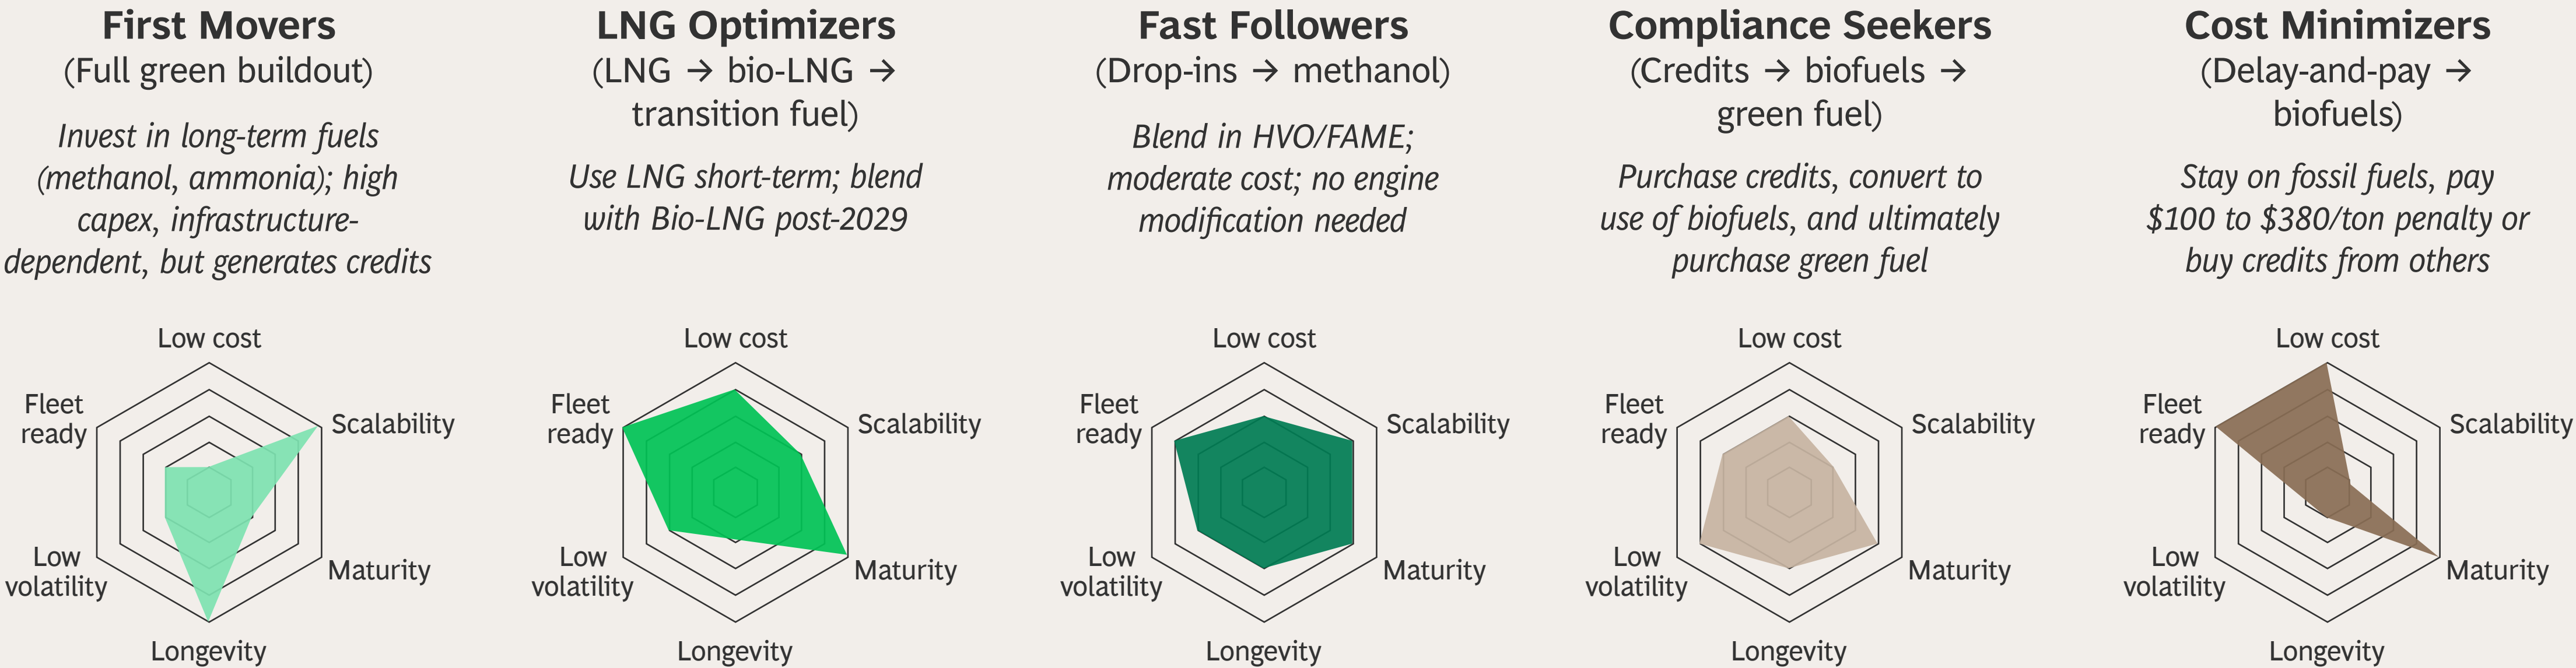 First Movers
(Full green buildout)
Invest in long-term fuels
(methanol, ammonia); high
capex, infrastructure-
dependent, but generates credits
Low cost
Fleet
ready
Scalability
Low
volatility
Maturity
Longevity
LNG Optimizers
(LNG → bio-LNG →
transition fuel)
Use LNG short-term; blend
with Bio-LNG post-2029
Low cost
Fleet
ready
Scalability
Low
volatility
Maturity
Longevity
Fast Followers
(Drop-ins → methanol)
Blend in HVO/FAME;
moderate cost; no engine
modification needed
Low cost
Fleet
ready
Scalability
Low
volatility
Maturity
Longevity
Compliance Seekers
(Credits → biofuels →
green fuel)
Purchase credits, convert to
use of biofuels, and ultimately
purchase green fuel
Low cost
Fleet
ready
Scalability
Low
volatility
Maturity
Longevity
Cost Minimizers
(Delay-and-pay →
biofuels)
Stay on fossil fuels, pay
$100 to $380/ton penalty or
buy credits from others
Low cost
Fleet
ready
Scalability
Low
volatility
Maturity
Longevity